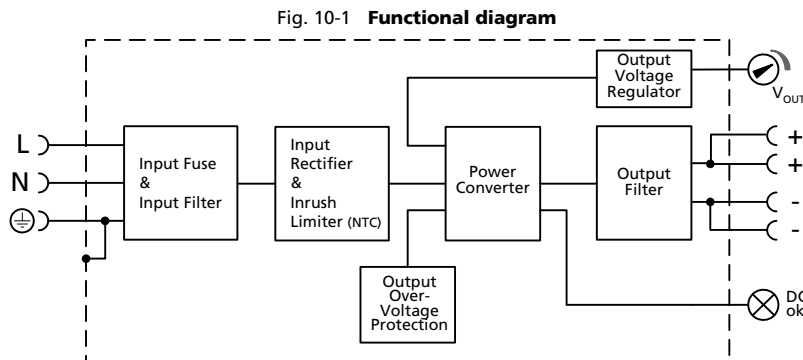 Fig. 10-1 Functional diagram
Output
Voltage
Regulator
V_OUT
L
N
Input Fuse
&
Input Filter
Input
Rectifier
&
Inrush
Limiter (NTC)
Power
Converter
Output
Filter
+
+
-
-
Output
Over-
Voltage
Protection
DC
ok